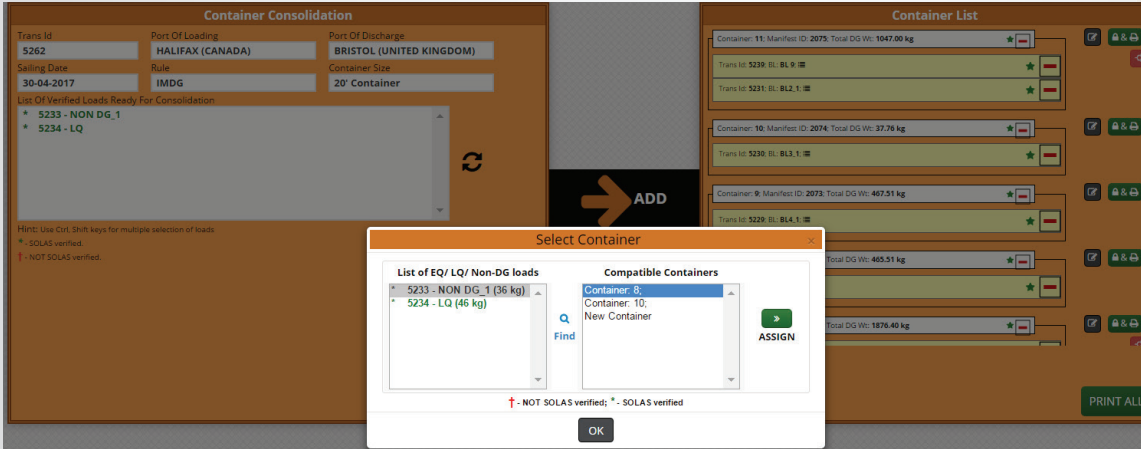 Container Consolidation
Trans Id Port Of Loading Port Of Discharge
5262 HALIFAX (CANADA) BRISTOL (UNITED KINGDOM)
Sailing Date Rule Container Size
30-04-2017 IMDG 20' Container
List Of Verified Loads Ready For Consolidation
* 5233 - NON DG_1
* 5234 - LQ
Hint: Use Ctrl, Shift keys for multiple selection of loads
* - SOLAS verified.
† - NOT SOLAS verified.
ADD
Container List
Container: 11; Manifest ID: 2075; Total DG Wt: 1047.00 kg
Trans Id: 5239; BL: BL 9;
Trans Id: 5231; BL: BL2_1;
Container: 10; Manifest ID: 2074; Total DG Wt: 37.76 kg
Trans Id: 5230; BL: BL3_1;
Container: 9; Manifest ID: 2073; Total DG Wt: 467.51 kg
Trans Id: 5229; BL: BL4_1;
Total DG Wt: 465.51 kg
Total DG Wt: 1876.40 kg
PRINT ALL
Select Container ×
List of EQ/ LQ/ Non-DG loads Compatible Containers
* 5233 - NON DG_1 (36 kg)
* 5234 - LQ (46 kg)
Find
Container: 8;
Container: 10;
New Container
ASSIGN
† - NOT SOLAS verified; * - SOLAS verified
OK